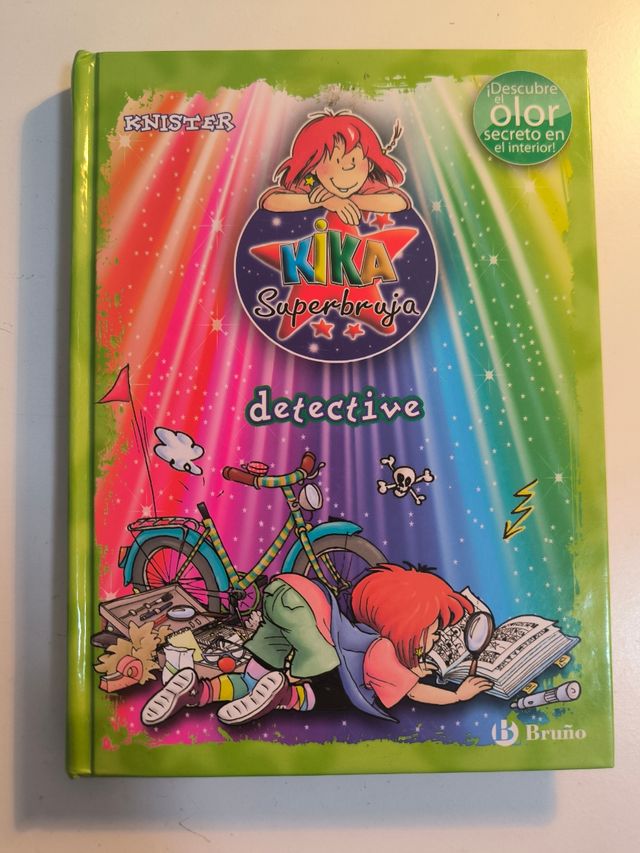 KNISTER
¡Descubre
el olor
secreto en
el interior!
KIKA
Superbruja
detective
B Bruño